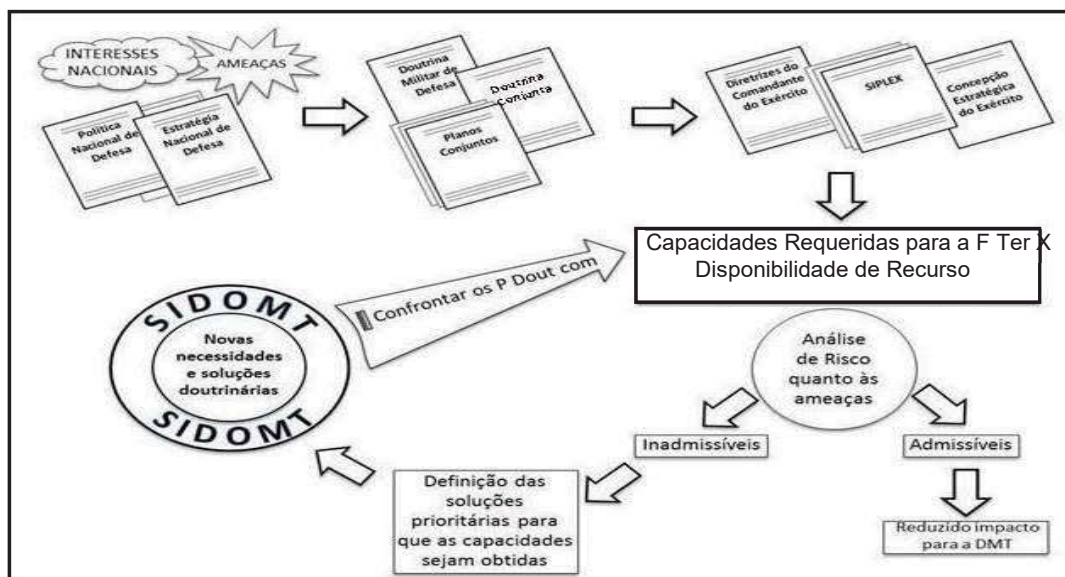 INTERESSES
NACIONAIS
AMEAÇAS
Política
Nacional de
Defesa
Estratégia
Nacional de
Defesa
Doutrina
Militar de
Defesa
Doutrina
Conjunta
Planos
Conjuntos
Diretrizes do
Comandante
do Exército
SIPLEX
Concepção
Estratégica
do Exército
Capacidades Requeridas para a F Ter X
Disponibilidade de Recurso
Confrontar os P Dout com
SIDOMT
Novas
necessidades
e soluções
doutrinárias
SIDOMT
Análise
de Risco
quanto às
ameaças
Inadmissíveis
Admissíveis
Definição das
soluções
prioritárias para
que as capacidades
sejam obtidas
Reduzido impacto
para a DMT